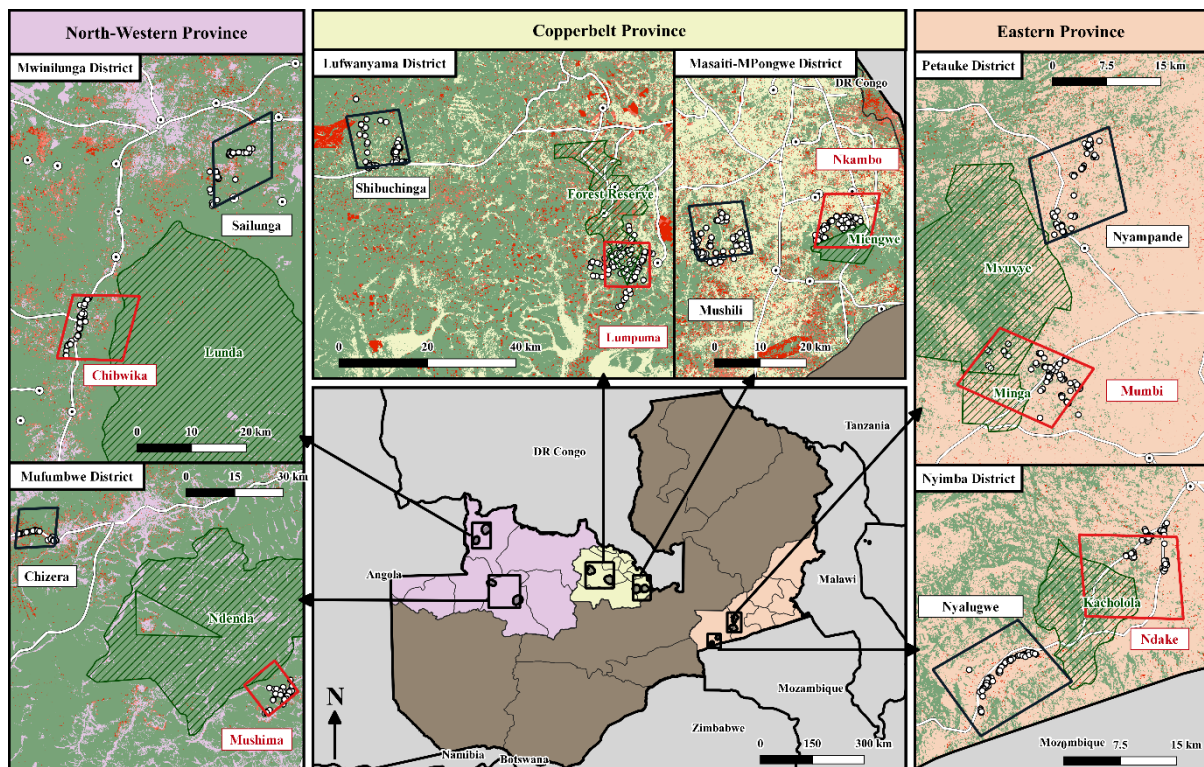 North-Western Province
Mwinilunga District
Sailunga
Lunda
Chibwika
0 10 20 km
Mufumbwe District
0 15 30 km
Chizera
Ndenda
Mushima
Copperbelt Province
Lufwanyama District
Shibuchinga
Forest Reserve
Lumpuma
0 20 40 km
Masaiti-MPongwe District
DR Congo
Nkambo
Miengwe
Mushili
0 10 20 km
Eastern Province
Petauke District
0 7.5 15 km
Nyampande
Mvuvye
Minga
Mumbi
Nyimba District
Kacholola
Nyalugwe
Ndake
Mozambique
0 7.5 15 km
DR Congo
Tanzania
Angola
Malawi
Mozambique
Zimbabwe
Namibia
Botswana
N
0 150 300 km